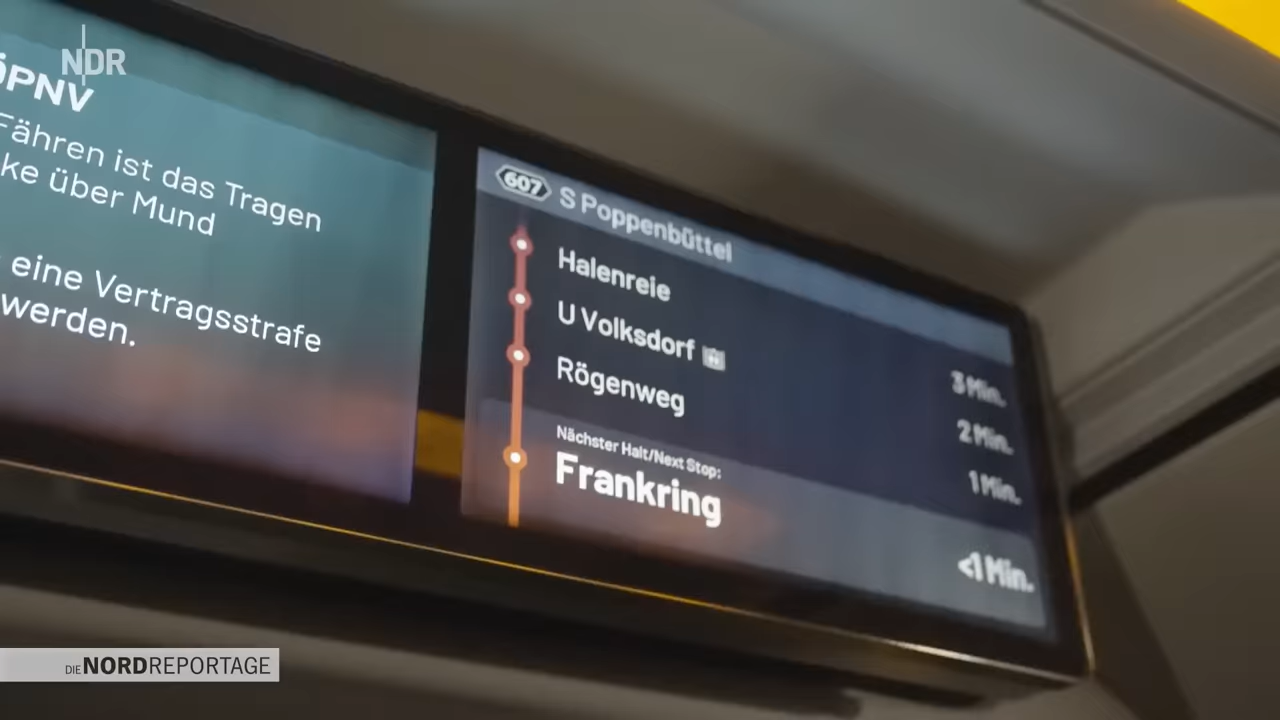 NDR
ÖPNV
Fähren ist das Tragen
ke über Mund
eine Vertragsstrafe
werden.
607 S Poppenbüttel
Halenreie 3 Min.
U Volksdorf 2 Min.
Rögenweg 1 Min.
Nächster Halt/Next Stop:
Frankring <1 Min.
DIE NORDREPORTAGE